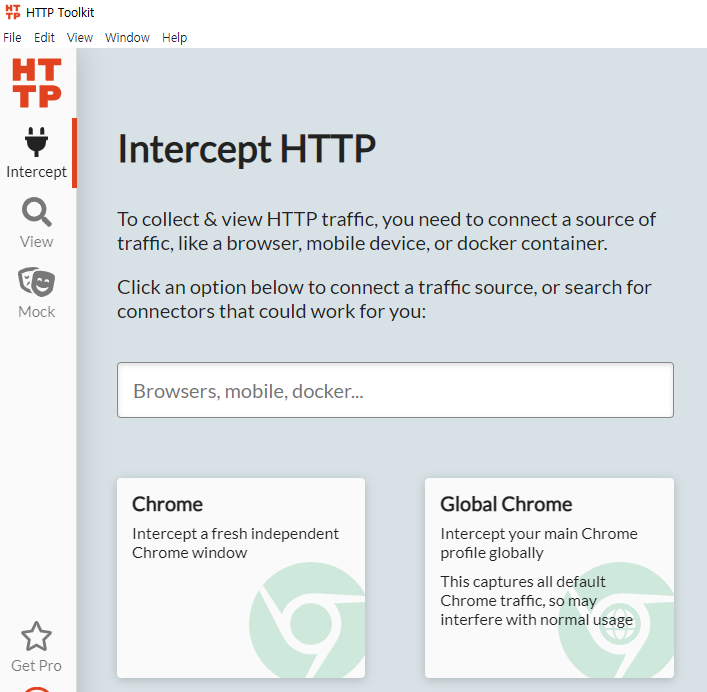 HTTP Toolkit
File Edit View Window Help
HT
TP
Intercept
View
Mock
Get Pro
Intercept HTTP
To collect & view HTTP traffic, you need to connect a source of
traffic, like a browser, mobile device, or docker container.
Click an option below to connect a traffic source, or search for
connectors that could work for you:
Browsers, mobile, docker...
Chrome
Intercept a fresh independent
Chrome window
Global Chrome
Intercept your main Chrome
profile globally
This captures all default
Chrome traffic, so may
interfere with normal usage